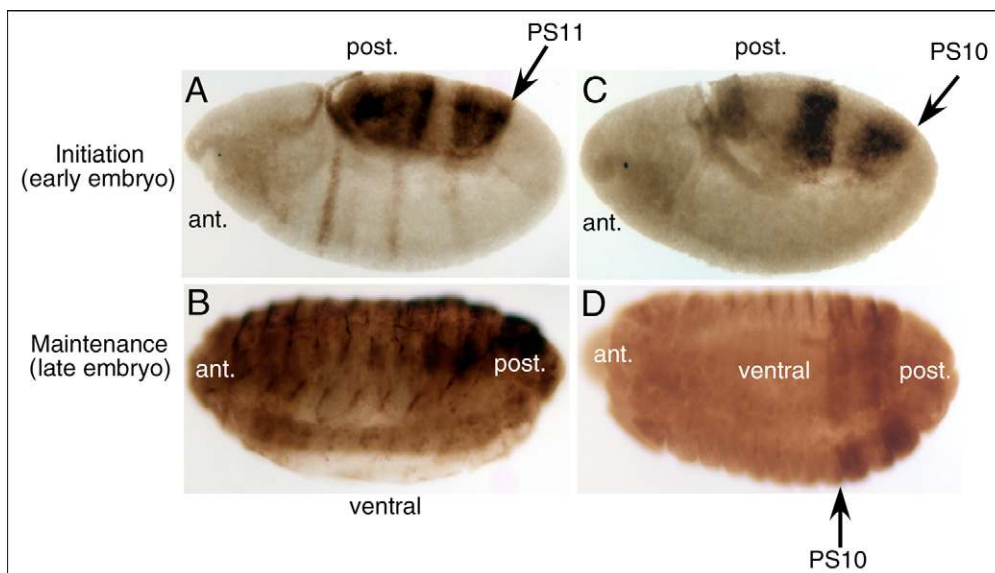 post.
PS11
post.
PS10
A
C
Initiation
(early embryo)
ant.
ant.
B
D
Maintenance
(late embryo)
ant.
post.
ant.
ventral
post.
ventral
PS10